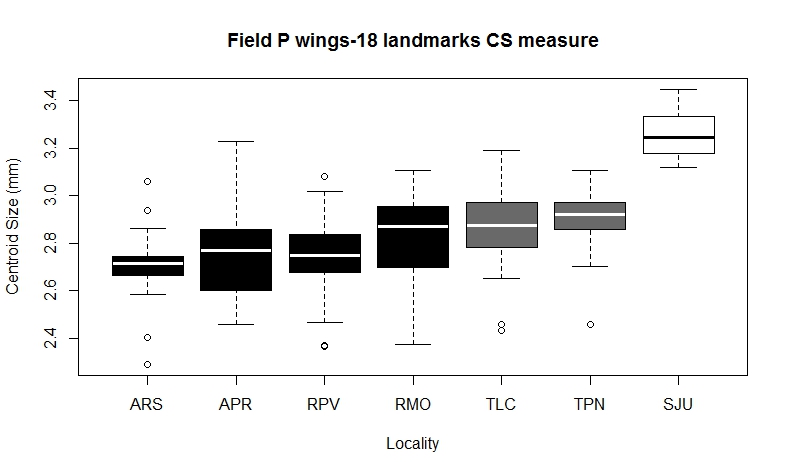 Field P wings-18 landmarks CS measure
Centroid Size (mm)
3.4
3.2
3.0
2.8
2.6
2.4
ARS APR RPV RMO TLC TPN SJU
Locality